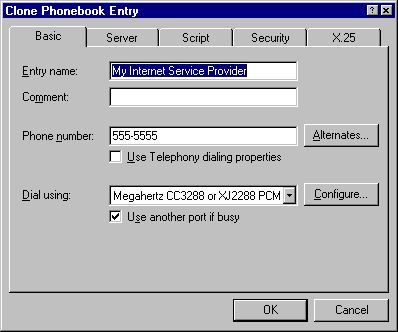 Clone Phonebook Entry
Basic Server Script Security X.25
Entry name: My Internet Service Provider
Comment:
Phone number: 555-5555 Alternates...
Use Telephony dialing properties
Dial using: Megahertz CC3288 or XJ2288 PCM Configure...
Use another port if busy
OK Cancel